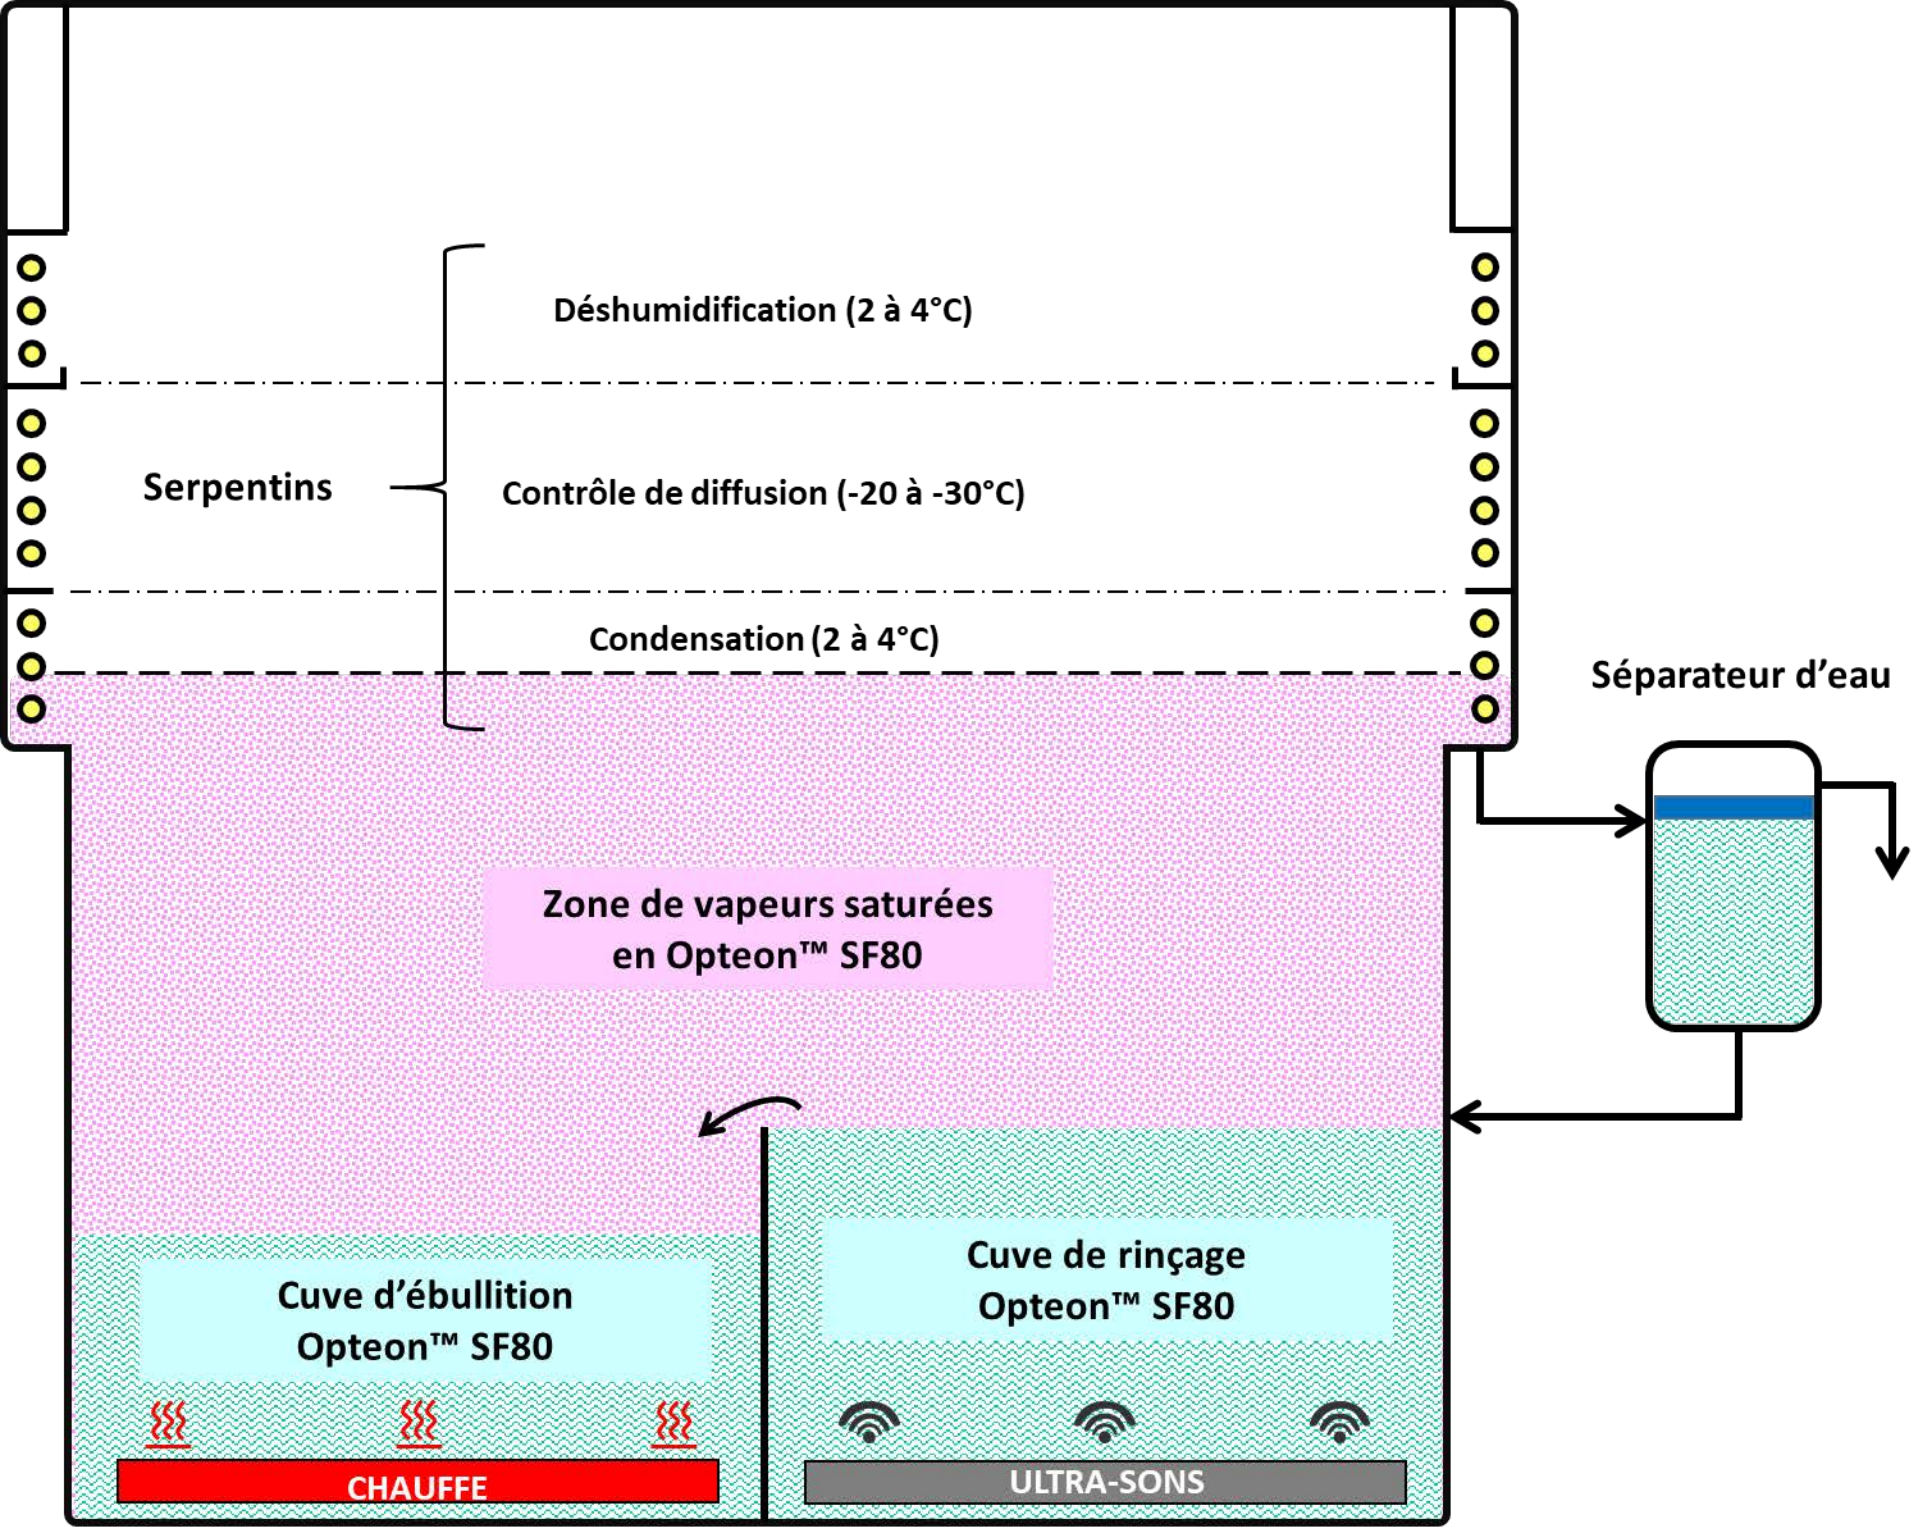 Déshumidification (2 à 4°C)
Serpentins
Contrôle de diffusion (-20 à -30°C)
Condensation (2 à 4°C)
Séparateur d’eau
Zone de vapeurs saturées
en Opteon™ SF80
Cuve d’ébullition
Opteon™ SF80
Cuve de rinçage
Opteon™ SF80
CHAUFFE
ULTRA-SONS